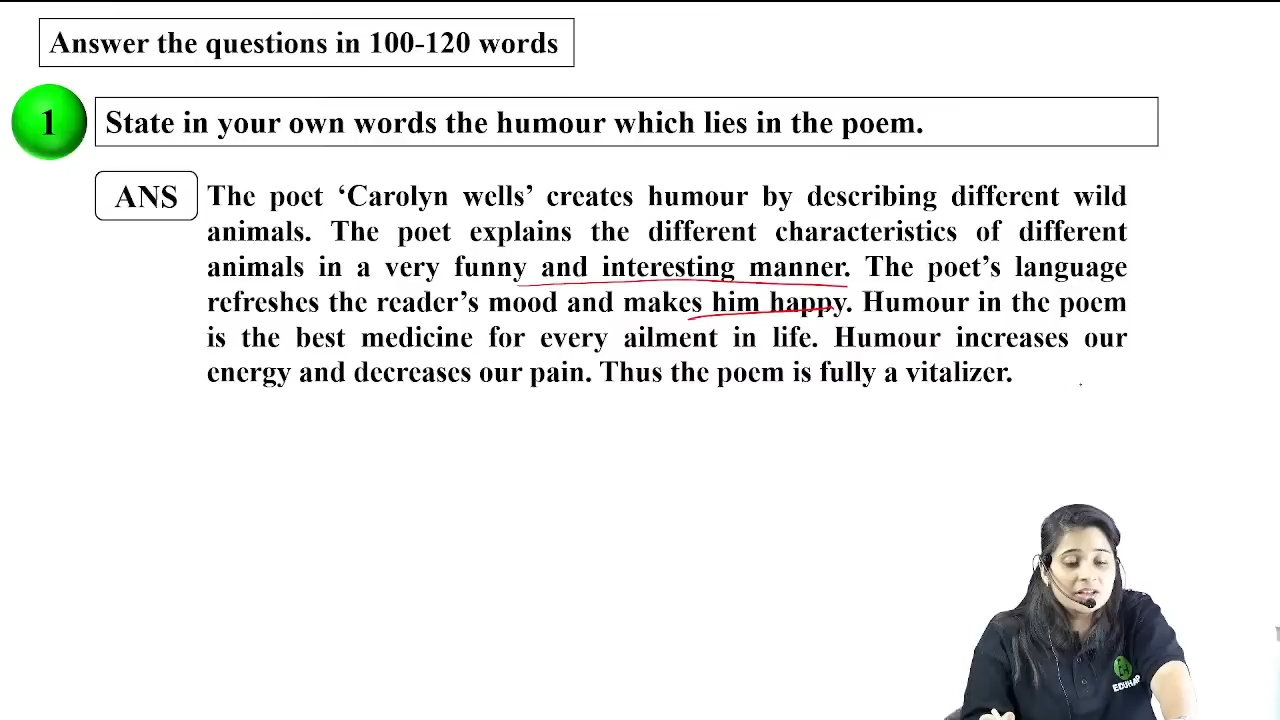 Answer the questions in 100-120 words
1
State in your own words the humour which lies in the poem.
ANS
The poet ‘Carolyn wells’ creates humour by describing different wild
animals. The poet explains the different characteristics of different
animals in a very funny and interesting manner. The poet’s language
refreshes the reader’s mood and makes him happy. Humour in the poem
is the best medicine for every ailment in life. Humour increases our
energy and decreases our pain. Thus the poem is fully a vitalizer.